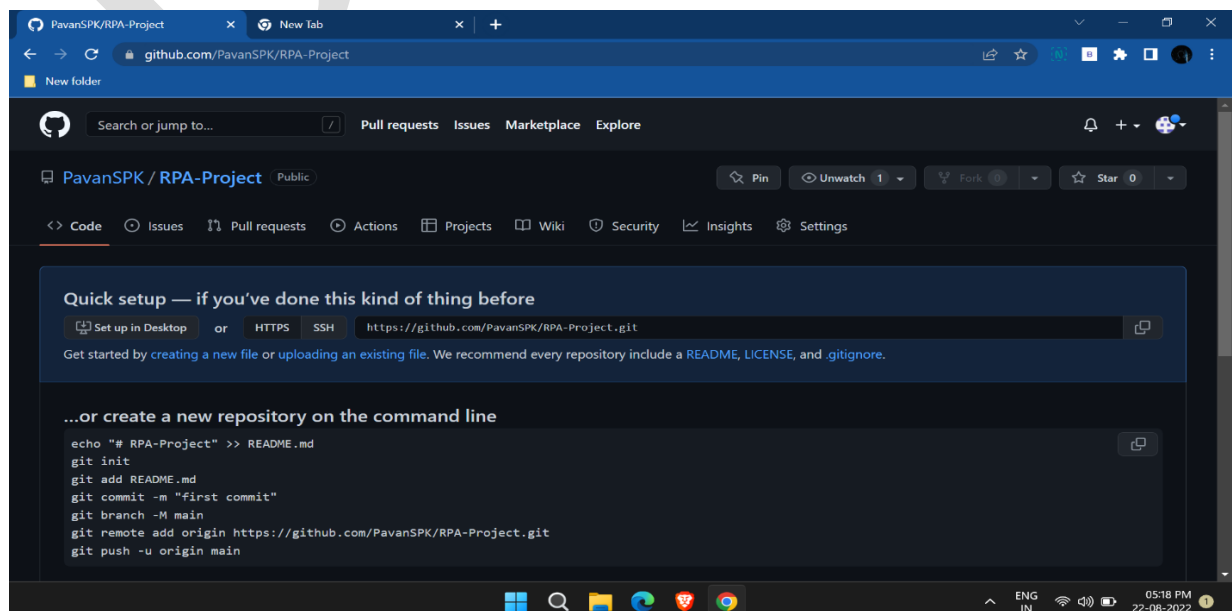 PavanSPK/RPA-Project New Tab
github.com/PavanSPK/RPA-Project
New folder
Search or jump to... / Pull requests Issues Marketplace Explore
PavanSPK / RPA-Project Public Pin Unwatch 1 Fork 0 Star 0
<> Code Issues Pull requests Actions Projects Wiki Security Insights Settings
Quick setup — if you've done this kind of thing before
Set up in Desktop or HTTPS SSH https://github.com/PavanSPK/RPA-Project.git
Get started by creating a new file or uploading an existing file. We recommend every repository include a README, LICENSE, and .gitignore.
...or create a new repository on the command line
echo "# RPA-Project" >> README.md
git init
git add README.md
git commit -m "first commit"
git branch -M main
git remote add origin https://github.com/PavanSPK/RPA-Project.git
git push -u origin main
ENG 05:18 PM
IN 22-08-2022 1